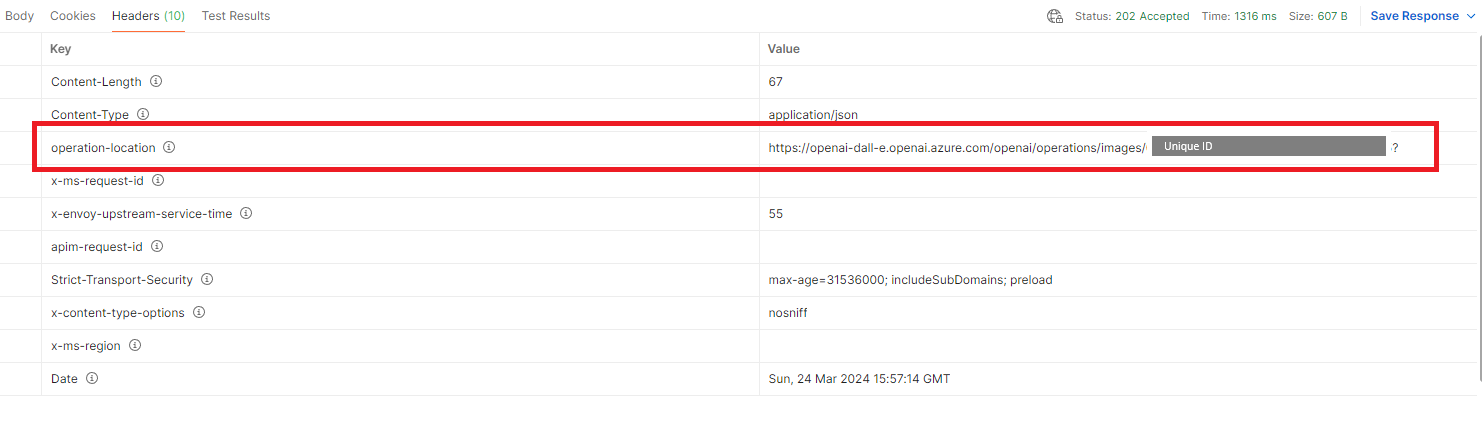 Body Cookies Headers (10) Test Results Status: 202 Accepted Time: 1316 ms Size: 607 B Save Response
Key Value
Content-Length 67
Content-Type application/json
operation-location https://openai-dall-e.openai.azure.com/openai/operations/images/ Unique ID ?
x-ms-request-id
x-envoy-upstream-service-time 55
apim-request-id
Strict-Transport-Security max-age=31536000; includeSubDomains; preload
x-content-type-options nosniff
x-ms-region
Date Sun, 24 Mar 2024 15:57:14 GMT